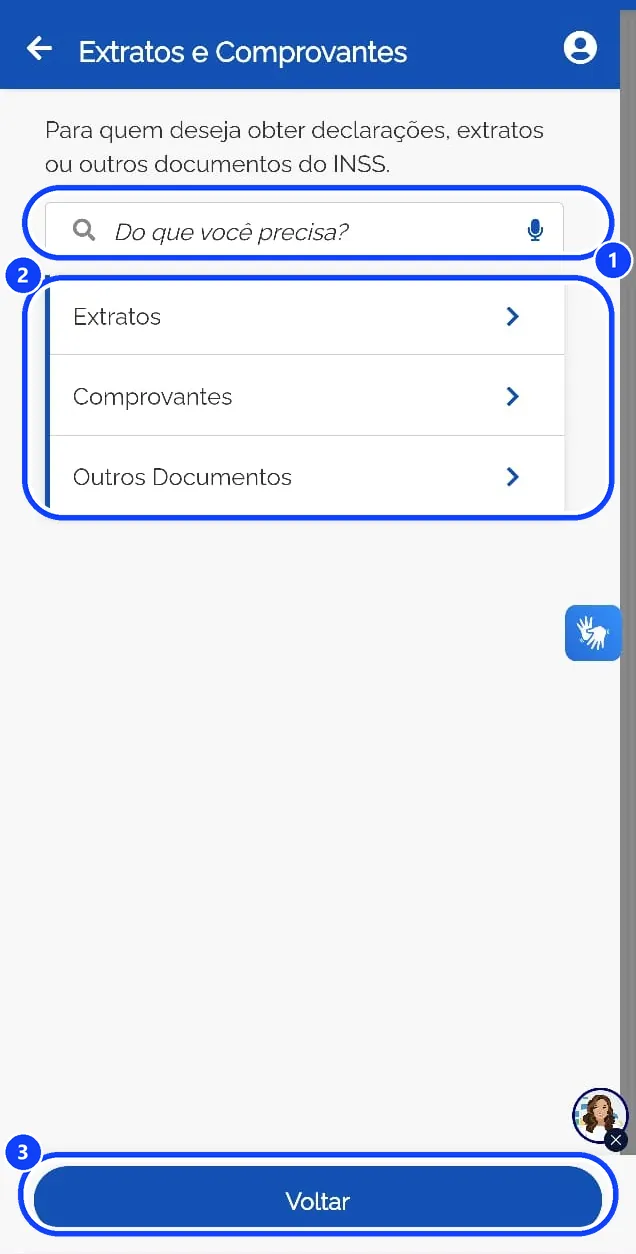 Extratos e Comprovantes
Para quem deseja obter declarações, extratos
ou outros documentos do INSS.
Do que você precisa?
1
2
Extratos
Comprovantes
Outros Documentos
3
Voltar